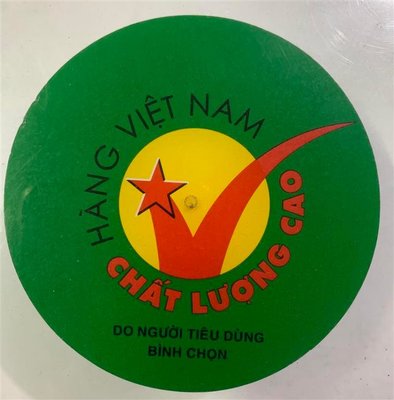 HÀNG VIỆT NAM
CHẤT LƯỢNG CAO
DO NGƯỜI TIÊU DÙNG
BÌNH CHỌN